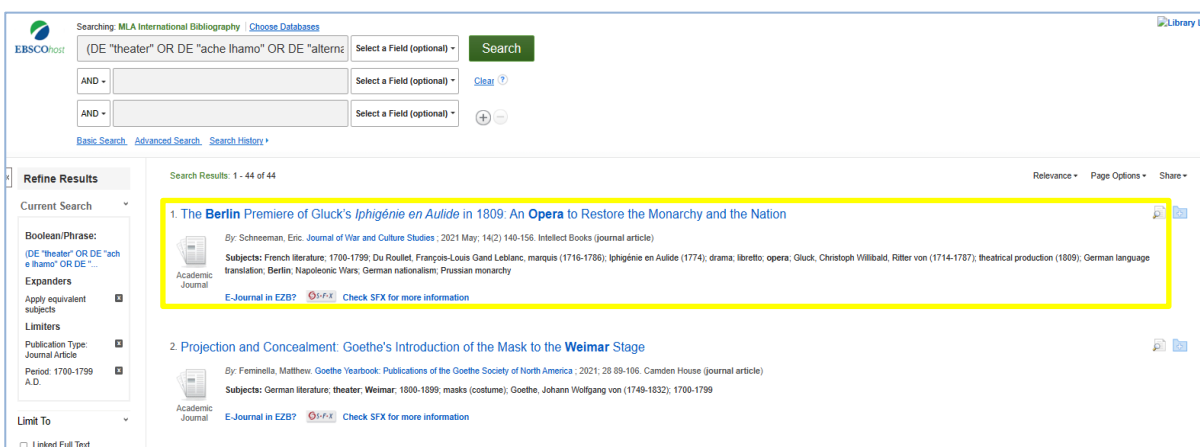 Searching: MLA International Bibliography | Choose Databases
EBSCOhost
(DE "theater" OR DE "ache lhamo" OR DE "alterna
Select a Field (optional)
Search
AND
Select a Field (optional)
Clear ?
AND
Select a Field (optional)
Basic Search Advanced Search Search History
Library L
Refine Results
Current Search
Boolean/Phrase:
(DE "theater" OR DE "ach
e lhamo" OR DE "...
Expanders
Apply equivalent
subjects
Limiters
Publication Type:
Journal Article
Period: 1700-1799
A.D.
Limit To
Linked Full Text
Search Results: 1 - 44 of 44
Relevance Page Options Share
1. The Berlin Premiere of Gluck's Iphigénie en Aulide in 1809: An Opera to Restore the Monarchy and the Nation
By: Schneeman, Eric. Journal of War and Culture Studies ; 2021 May; 14(2) 140-156. Intellect Books (journal article)
Subjects: French literature; 1700-1799; Du Roullet, François-Louis Gand Leblanc, marquis (1716-1786); Iphigénie en Aulide (1774); drama; libretto; opera; Gluck, Christoph Willibald, Ritter von (1714-1787); theatrical production (1809); German language
translation; Berlin; Napoleonic Wars; German nationalism; Prussian monarchy
Academic
Journal
E-Journal in EZB? S·F·X Check SFX for more information
2. Projection and Concealment: Goethe's Introduction of the Mask to the Weimar Stage
By: Feminella, Matthew. Goethe Yearbook: Publications of the Goethe Society of North America ; 2021; 28 89-106. Camden House (journal article)
Subjects: German literature; theater; Weimar; 1800-1899; masks (costume); Goethe, Johann Wolfgang von (1749-1832); 1700-1799
Academic
Journal
E-Journal in EZB? S·F·X Check SFX for more information